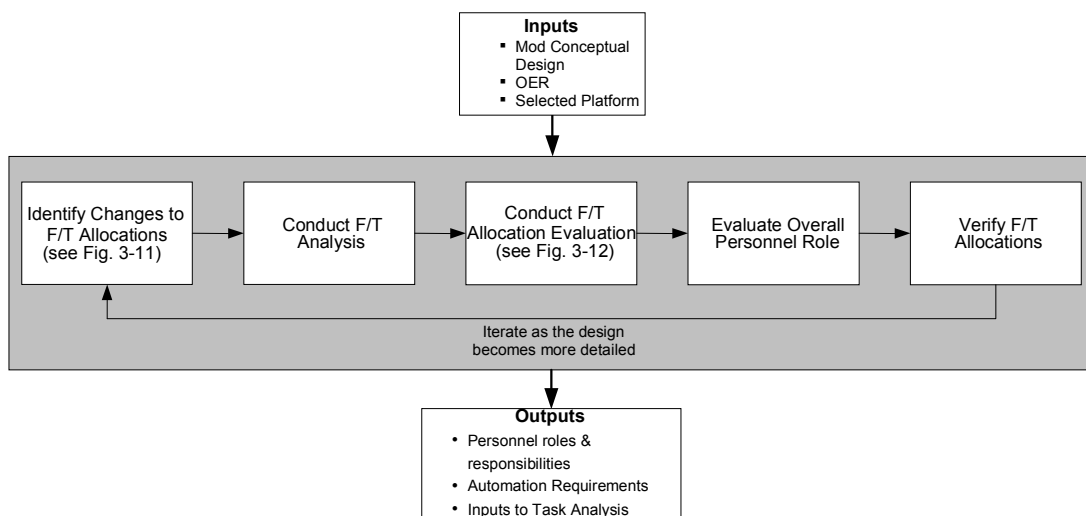 Inputs
▪ Mod Conceptual
Design
▪ OER
▪ Selected Platform
Identify Changes to
F/T Allocations
(see Fig. 3-11)
Conduct F/T
Analysis
Conduct F/T
Allocation Evaluation
(see Fig. 3-12)
Evaluate Overall
Personnel Role
Verify F/T
Allocations
Iterate as the design
becomes more detailed
Outputs
• Personnel roles &
responsibilities
• Automation Requirements
• Inputs to Task Analysis